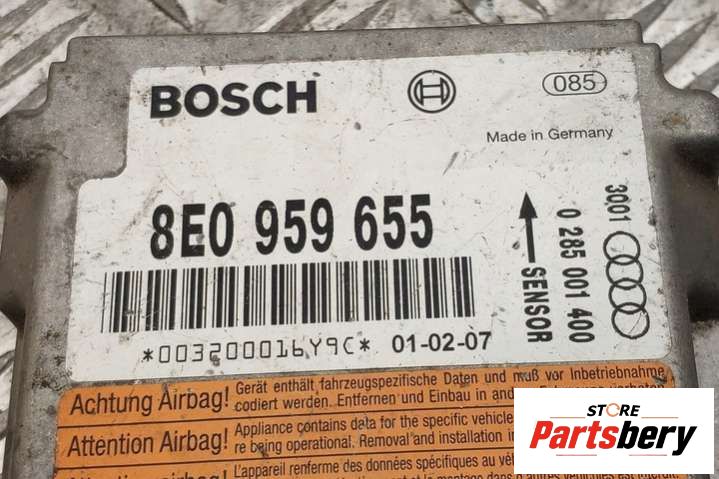 BOSCH
085
Made in Germany
8E0 959 655
SENSOR
0 285 001 400
3Q01
*003200016Y9C* 01-02-07
Achtung Airbag! Gerät enthält fahrzeugspezifische Daten und muß vor Inbetriebnahme
codiert werden. Entfernen und Einbau in
Attention Airbag! Appliance contains data for the specific vehicle
re being operational. Removal and installation in
L'appareil renferme des données spécifiques au
STORE
Partsbery